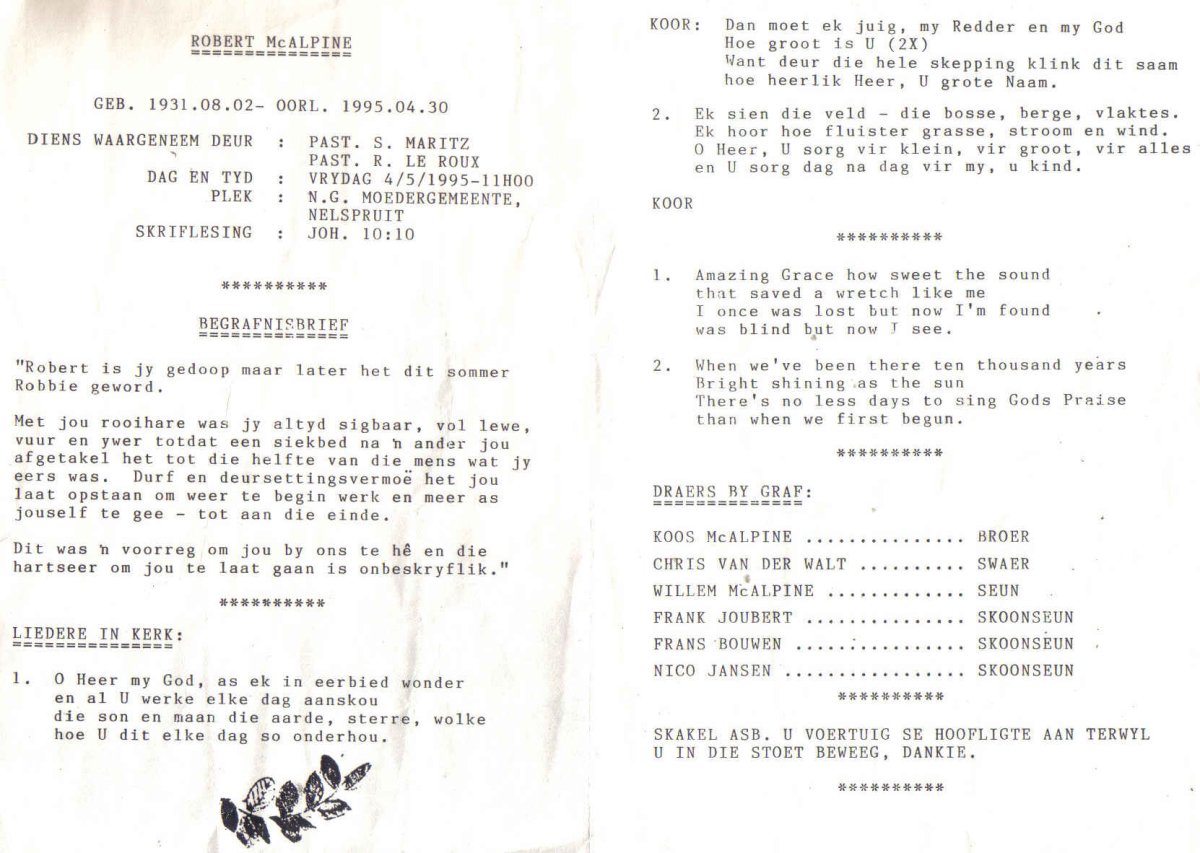 ROBERT McALPINE
GEB. 1931.08.02- OORL. 1995.04.30
DIENS WAARGENEEM DEUR : PAST. S. MARITZ
PAST. R. LE ROUX
DAG EN TYD : VRYDAG 4/5/1995-11H00
PLEK : N.G. MOEDERGEMEENTE,
NELSPRUIT
SKRIFLESING : JOH. 10:10
**********
BEGRAFNISBRIEF
"Robert is jy gedoop maar later het dit sommer
Robbie geword.
Met jou rooihare was jy altyd sigbaar, vol lewe,
vuur en ywer totdat een siekbed na 'n ander jou
afgetakel het tot die helfte van die mens wat jy
eers was. Durf en deursettingsvermoë het jou
laat opstaan om weer te begin werk en meer as
jouself te gee - tot aan die einde.
Dit was 'n voorreg om jou by ons te hê en die
hartseer om jou te laat gaan is onbeskryflik."
**********
LIEDERE IN KERK:
1. O Heer my God, as ek in eerbied wonder
en al U werke elke dag aanskou
die son en maan die aarde, sterre, wolke
hoe U dit elke dag so onderhou.
KOOR: Dan moet ek juig, my Redder en my God
Hoe groot is U (2X)
Want deur die hele skepping klink dit saam
hoe heerlik Heer, U grote Naam.
2. Ek sien die veld - die bosse, berge, vlaktes.
Ek hoor hoe fluister grasse, stroom en wind.
O Heer, U sorg vir klein, vir groot, vir alles
en U sorg dag na dag vir my, u kind.
KOOR
**********
1. Amazing Grace how sweet the sound
that saved a wretch like me
I once was lost but now I'm found
was blind but now I see.
2. When we've been there ten thousand years
Bright shining as the sun
There's no less days to sing Gods Praise
than when we first begun.
**********
DRAERS BY GRAF:
KOOS McALPINE ............... BROER
CHRIS VAN DER WALT .......... SWAER
WILLEM McALPINE ............. SEUN
FRANK JOUBERT ............... SKOONSEUN
FRANS BOUWEN ................ SKOONSEUN
NICO JANSEN ................. SKOONSEUN
**********
SKAKEL ASB. U VOERTUIG SE HOOFLIGTE AAN TERWYL
U IN DIE STOET BEWEEG, DANKIE.
**********